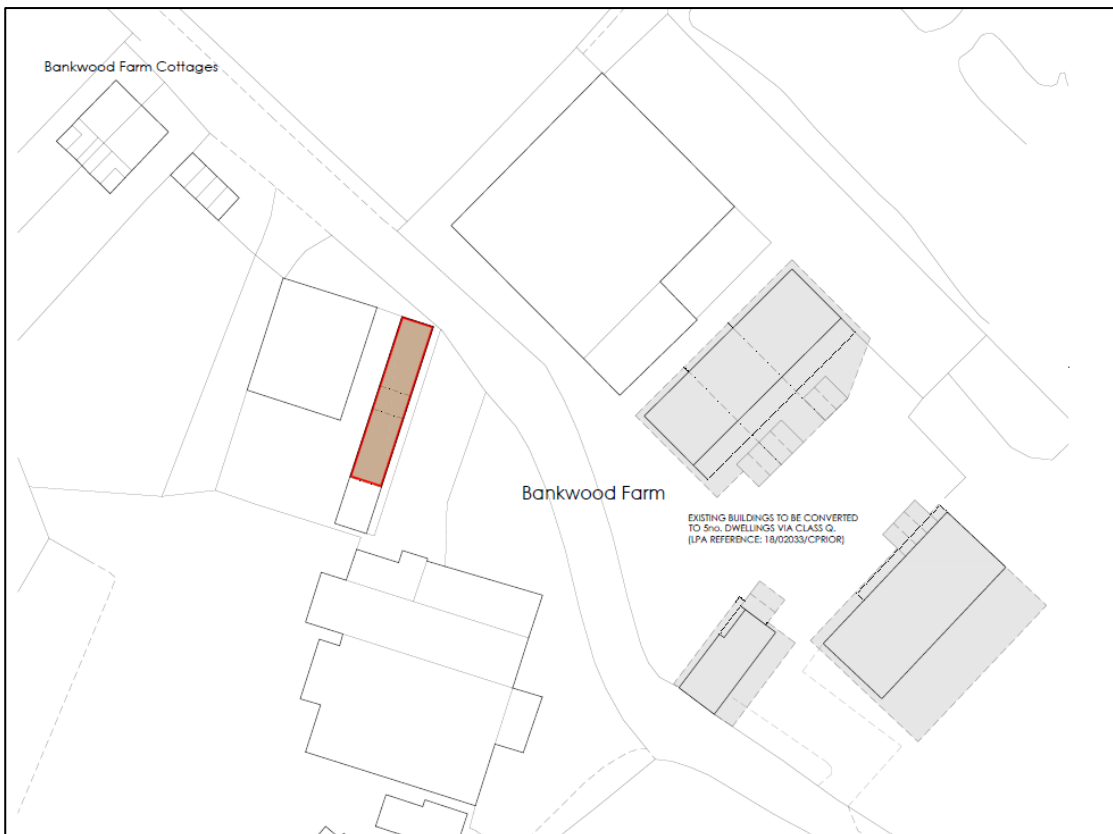 Bankwood Farm Cottages
Bankwood Farm
EXISTING BUILDINGS TO BE CONVERTED
TO 5no. DWELLINGS VIA CLASS Q.
(LPA REFERENCE: 18/02033/CPRIOR)